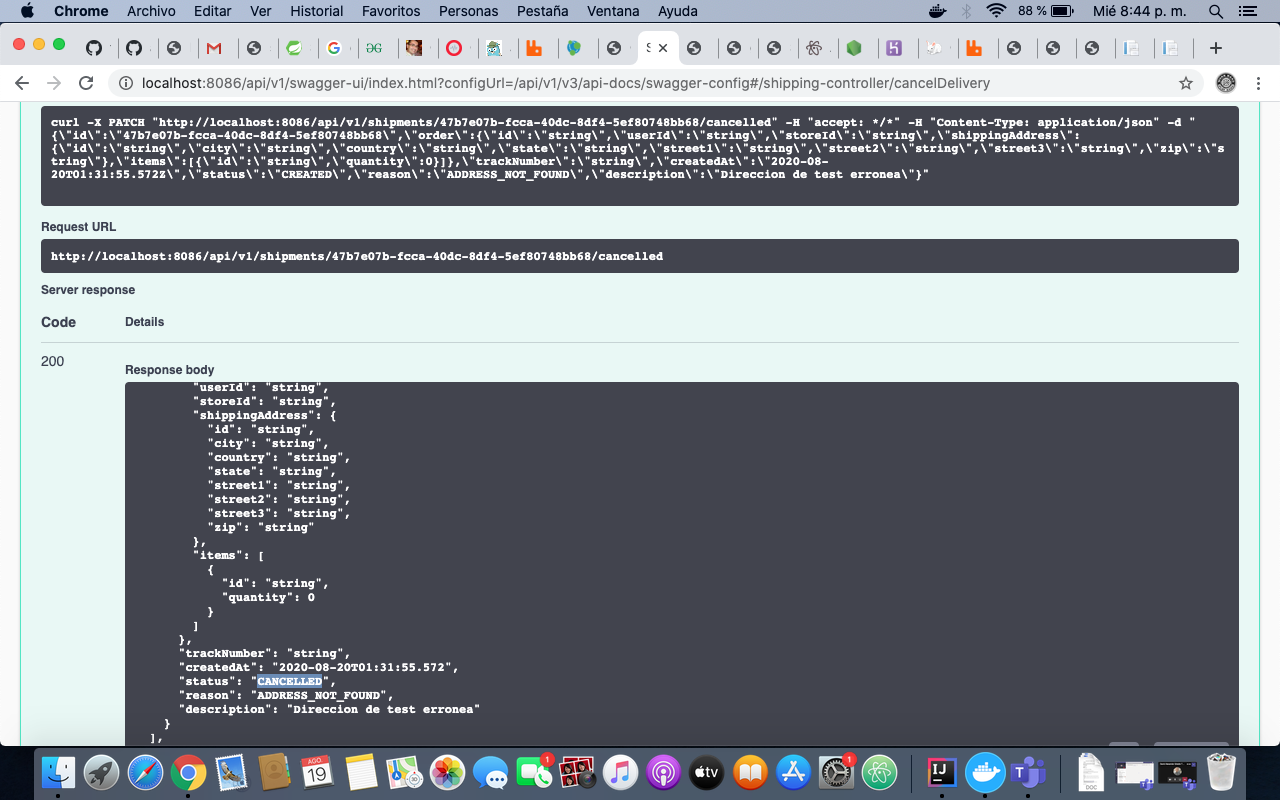 Chrome Archivo Editar Ver Historial Favoritos Personas Pestaña Ventana Ayuda 88 % Mié 8:44 p. m.
localhost:8086/api/v1/swagger-ui/index.html?configUrl=/api/v1/v3/api-docs/swagger-config#/shipping-controller/cancelDelivery
curl -X PATCH "http://localhost:8086/api/v1/shipments/47b7e07b-fcca-40dc-8df4-5ef80748bb68/cancelled" -H "accept: */*" -H "Content-Type: application/json" -d "
{\"id\":\"47b7e07b-fcca-40dc-8df4-5ef80748bb68\",\"order\":{\"id\":\"string\",\"userId\":\"string\",\"storeId\":\"string\",\"shippingAddress\":
{\"id\":\"string\",\"city\":\"string\",\"country\":\"string\",\"state\":\"string\",\"street1\":\"string\",\"street2\":\"string\",\"street3\":\"string\",\"zip\":\"s
tring\"},\"items\":[{\"id\":\"string\",\"quantity\":0}]},\"trackNumber\":\"string\",\"createdAt\":\"2020-08-
20T01:31:55.572Z\",\"status\":\"CREATED\",\"reason\":\"ADDRESS_NOT_FOUND\",\"description\":\"Direccion de test erronea\"}"
Request URL
http://localhost:8086/api/v1/shipments/47b7e07b-fcca-40dc-8df4-5ef80748bb68/cancelled
Server response
Code Details
200
Response body
"userId": "string",
"storeId": "string",
"shippingAddress": {
"id": "string",
"city": "string",
"country": "string",
"state": "string",
"street1": "string",
"street2": "string",
"street3": "string",
"zip": "string"
},
"items": [
{
"id": "string",
"quantity": 0
}
]
},
"trackNumber": "string",
"createdAt": "2020-08-20T01:31:55.572",
"status": "CANCELLED",
"reason": "ADDRESS_NOT_FOUND",
"description": "Direccion de test erronea"
}
],
AGO
19
1
tv
1
IJ
DOC